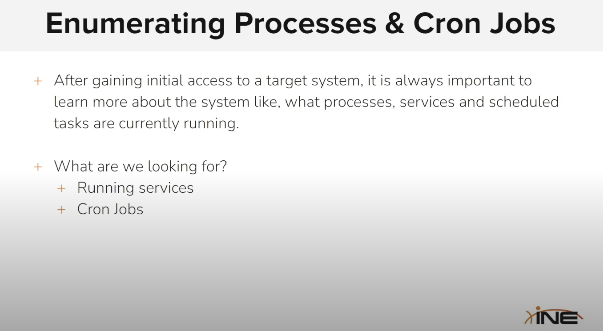 Enumerating Processes & Cron Jobs
+ After gaining initial access to a target system, it is always important to
learn more about the system like, what processes, services and scheduled
tasks are currently running.
+ What are we looking for?
+ Running services
+ Cron Jobs
INE